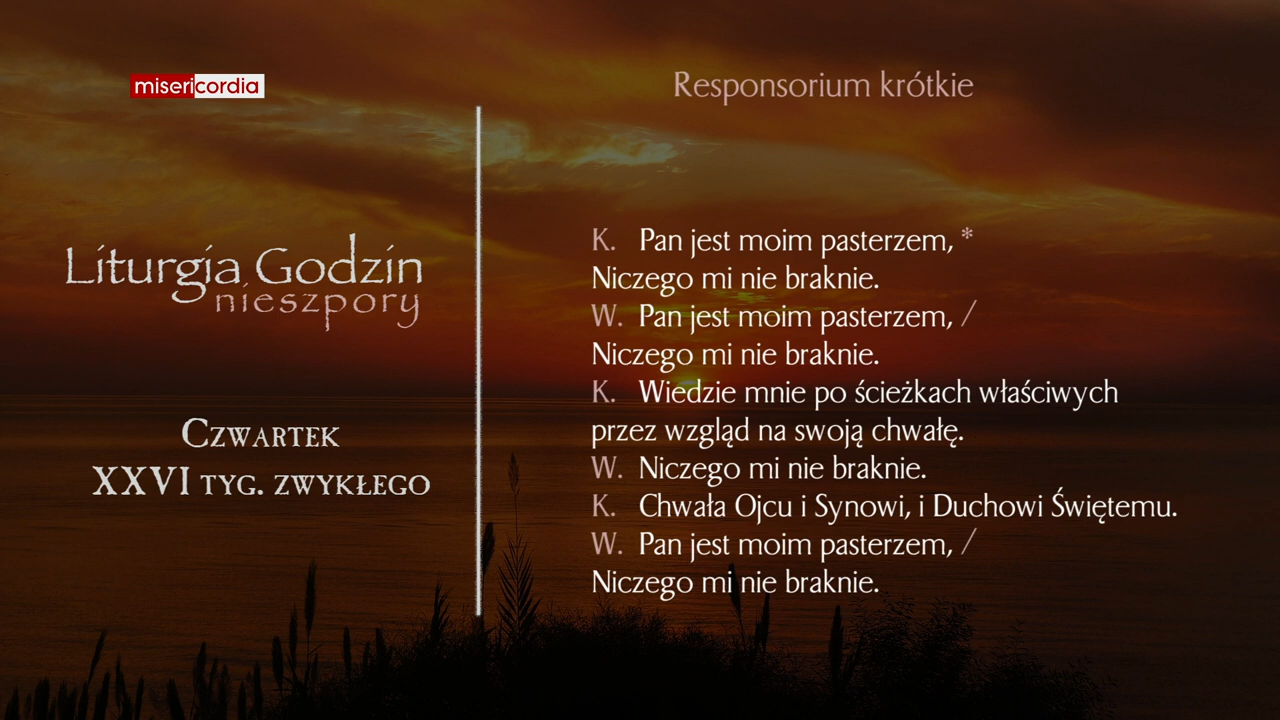 misericordia
Liturgia Godzin
nieszpory
Czwartek
XXVI tyg. zwykłego
Responsorium krótkie
K. Pan jest moim pasterzem, *
Niczego mi nie braknie.
W. Pan jest moim pasterzem, /
Niczego mi nie braknie.
K. Wiedzie mnie po ścieżkach właściwych
przez wzgląd na swoją chwałę.
W. Niczego mi nie braknie.
K. Chwała Ojcu i Synowi, i Duchowi Świętemu.
W. Pan jest moim pasterzem, /
Niczego mi nie braknie.